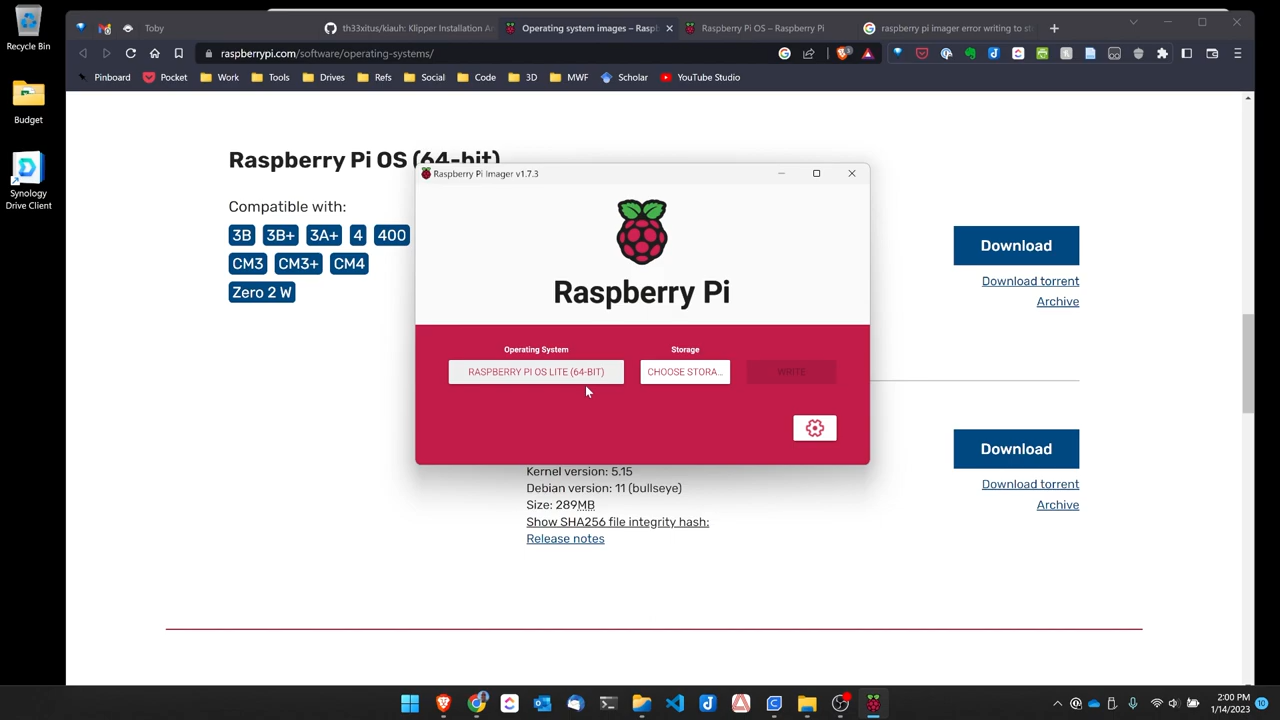 Recycle Bin
Budget
Synology
Drive Client
Toby
th33xitus/kiauh: Klipper Installation A
Operating system images – Rasp
Raspberry Pi OS – Raspberry Pi
raspberry pi imager error writing to st
raspberrypi.com/software/operating-systems/
Pinboard
Pocket
Work
Tools
Drives
Refs
Social
Code
3D
MWF
Scholar
YouTube Studio
Raspberry Pi OS (64-bit)
Compatible with:
3B 3B+ 3A+ 4 400
CM3 CM3+ CM4
Zero 2 W
Download
Download torrent
Archive
Raspberry Pi Imager v1.7.3
Raspberry Pi
Operating System
Storage
RASPBERRY PI OS LITE (64-BIT)
CHOOSE STORA...
WRITE
Kernel version: 5.15
Debian version: 11 (bullseye)
Size: 289MB
Show SHA256 file integrity hash:
Release notes
Download
Download torrent
Archive
2:00 PM
1/14/2023
10